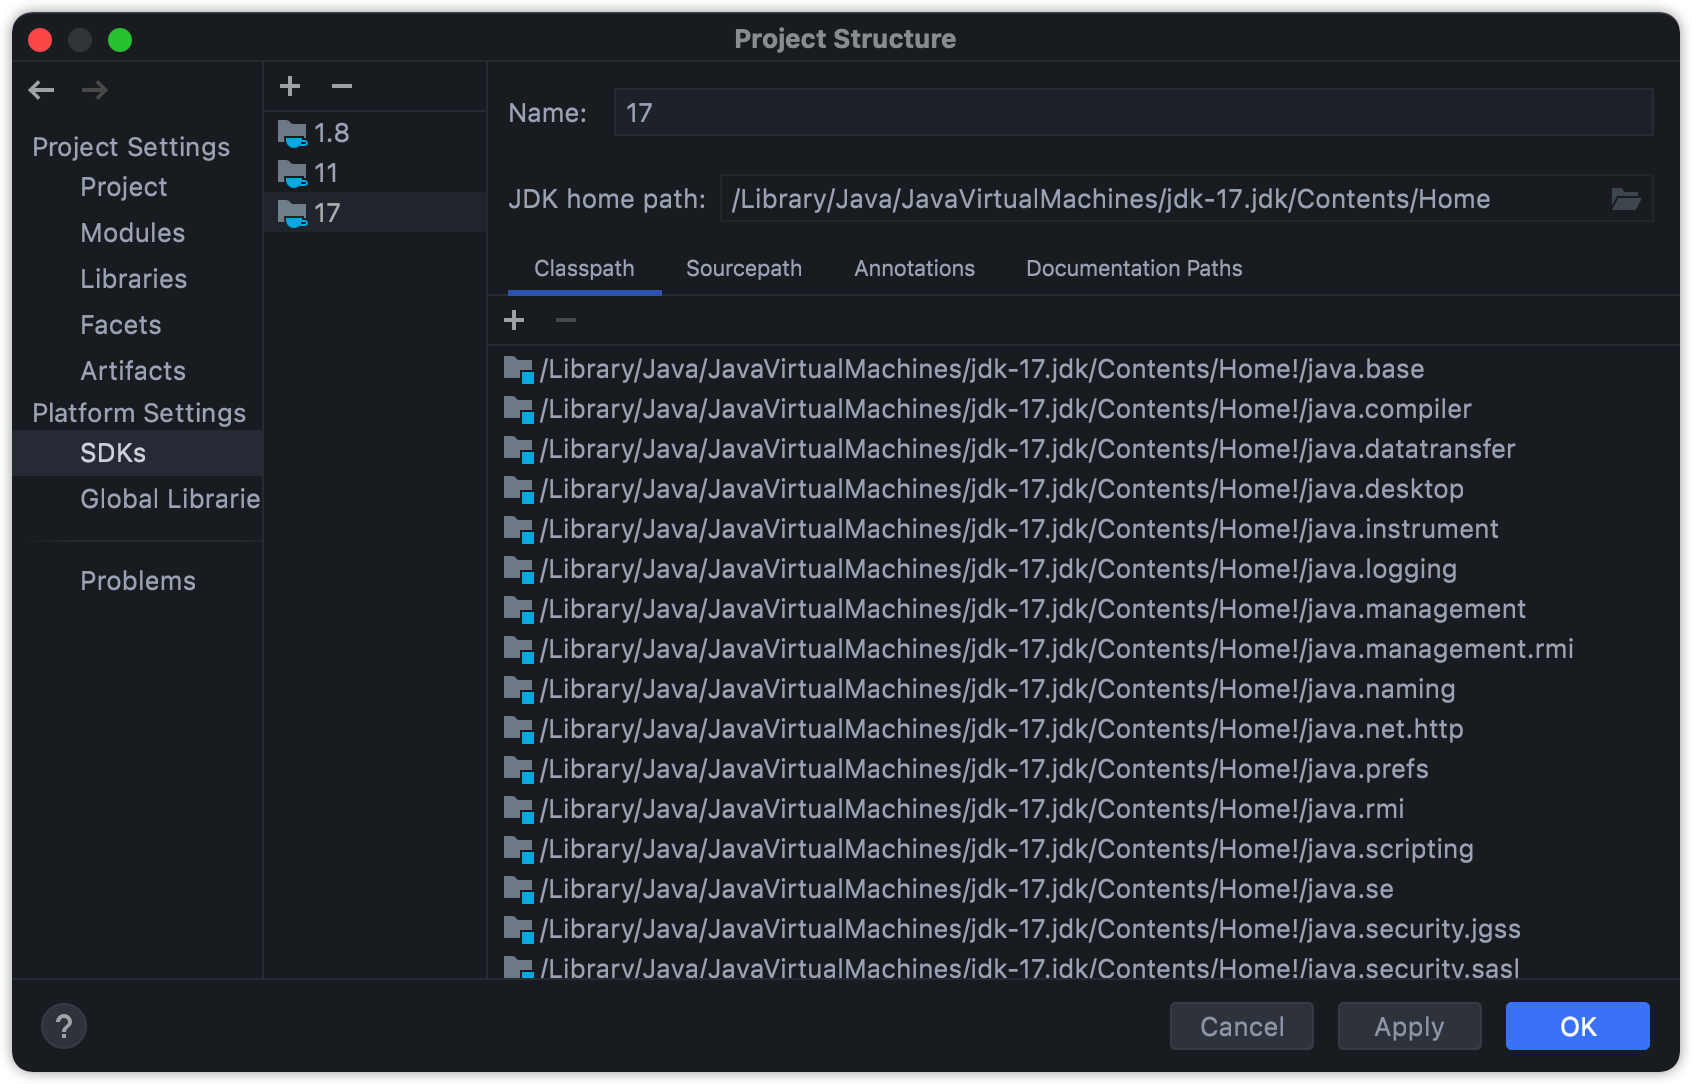 Project Structure
Project Settings
Project
Modules
Libraries
Facets
Artifacts
Platform Settings
SDKs
Global Librarie
Problems
1.8
11
17
Name: 17
JDK home path: /Library/Java/JavaVirtualMachines/jdk-17.jdk/Contents/Home
Classpath Sourcepath Annotations Documentation Paths
/Library/Java/JavaVirtualMachines/jdk-17.jdk/Contents/Home!/java.base
/Library/Java/JavaVirtualMachines/jdk-17.jdk/Contents/Home!/java.compiler
/Library/Java/JavaVirtualMachines/jdk-17.jdk/Contents/Home!/java.datatransfer
/Library/Java/JavaVirtualMachines/jdk-17.jdk/Contents/Home!/java.desktop
/Library/Java/JavaVirtualMachines/jdk-17.jdk/Contents/Home!/java.instrument
/Library/Java/JavaVirtualMachines/jdk-17.jdk/Contents/Home!/java.logging
/Library/Java/JavaVirtualMachines/jdk-17.jdk/Contents/Home!/java.management
/Library/Java/JavaVirtualMachines/jdk-17.jdk/Contents/Home!/java.management.rmi
/Library/Java/JavaVirtualMachines/jdk-17.jdk/Contents/Home!/java.naming
/Library/Java/JavaVirtualMachines/jdk-17.jdk/Contents/Home!/java.net.http
/Library/Java/JavaVirtualMachines/jdk-17.jdk/Contents/Home!/java.prefs
/Library/Java/JavaVirtualMachines/jdk-17.jdk/Contents/Home!/java.rmi
/Library/Java/JavaVirtualMachines/jdk-17.jdk/Contents/Home!/java.scripting
/Library/Java/JavaVirtualMachines/jdk-17.jdk/Contents/Home!/java.se
/Library/Java/JavaVirtualMachines/jdk-17.jdk/Contents/Home!/java.security.jgss
/Library/Java/JavaVirtualMachines/jdk-17.jdk/Contents/Home!/java.security.sasl
? Cancel Apply OK